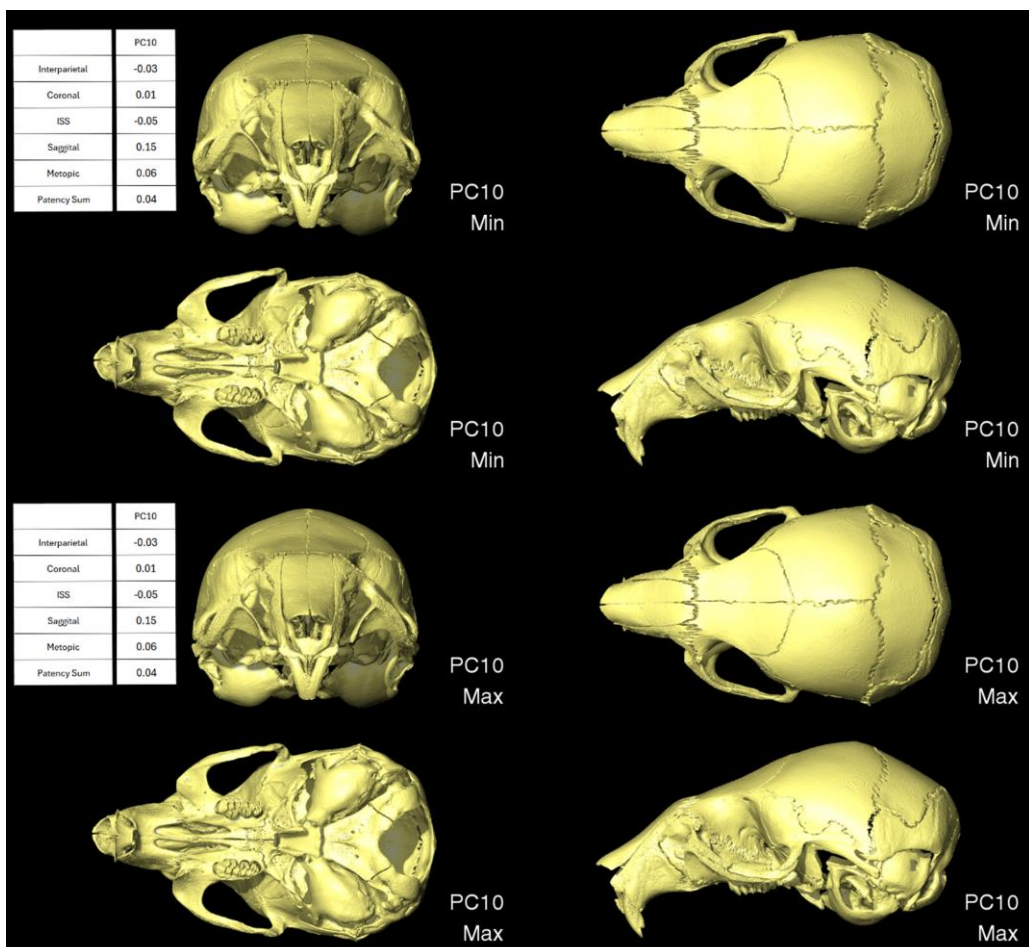 PC10
Interparietal -0.03
Coronal 0.01
ISS -0.05
Saggital 0.15
Metopic 0.06
Patency Sum 0.04
PC10
Min
PC10
Min
PC10
Min
PC10
Min
PC10
Interparietal -0.03
Coronal 0.01
ISS -0.05
Saggital 0.15
Metopic 0.06
Patency Sum 0.04
PC10
Max
PC10
Max
PC10
Max
PC10
Max